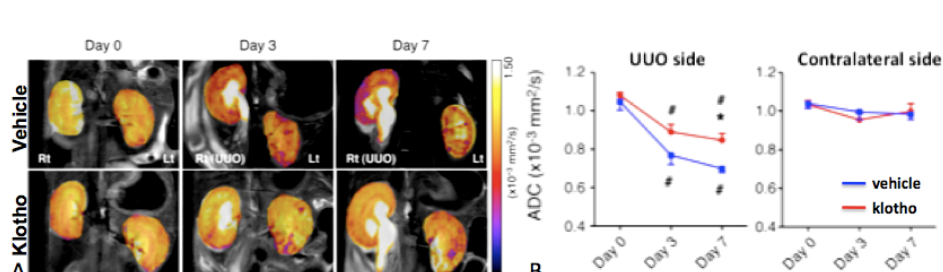 Day 0 Day 3 Day 7
Vehicle
Rt Lt
Rt (UUO) Lt
Rt (UUO) Lt
> Klotho
1.50
(x10-3 mm2/s)
B
UUO side
ADC (x10-3 mm2/s)
1.2
1.0
0.8
0.6
0.4
#
#
#
*
#
Day 0 Day 3 Day 7
Contralateral side
1.2
1.0
0.8
0.6
0.4
vehicle
klotho
Day 0 Day 3 Day 7